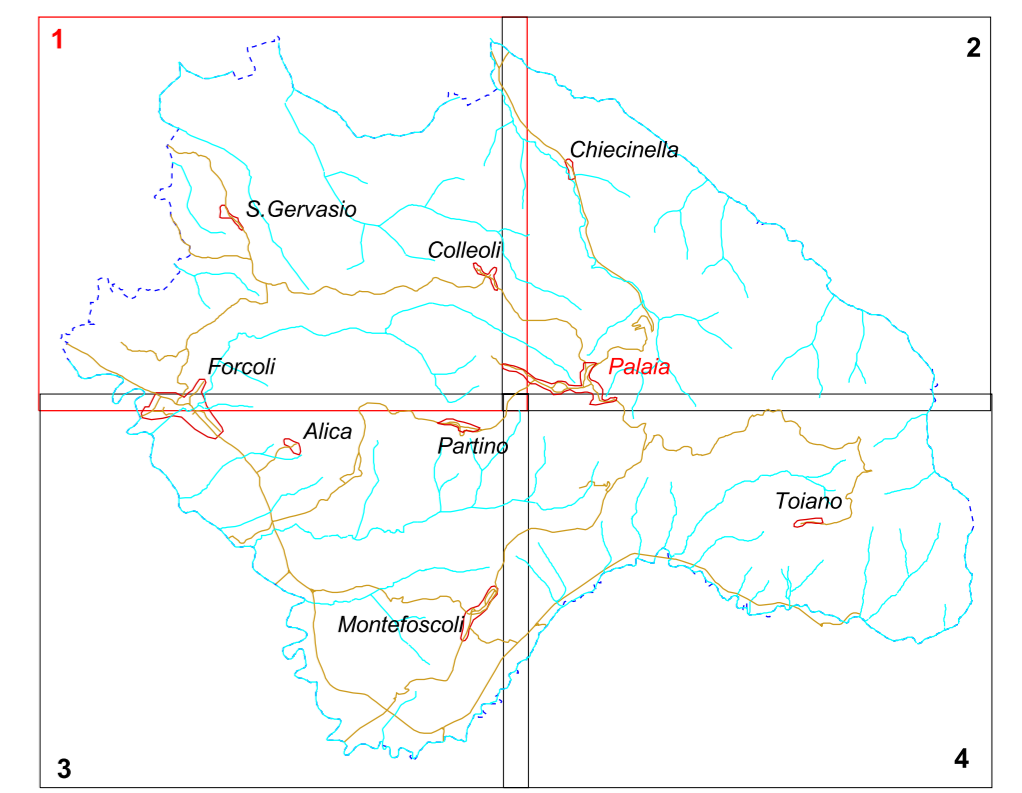 1
2
Chiecinella
S.Gervasio
Colleoli
Forcoli
Palaia
Alica
Partino
Toiano
Montefoscoli
3
4